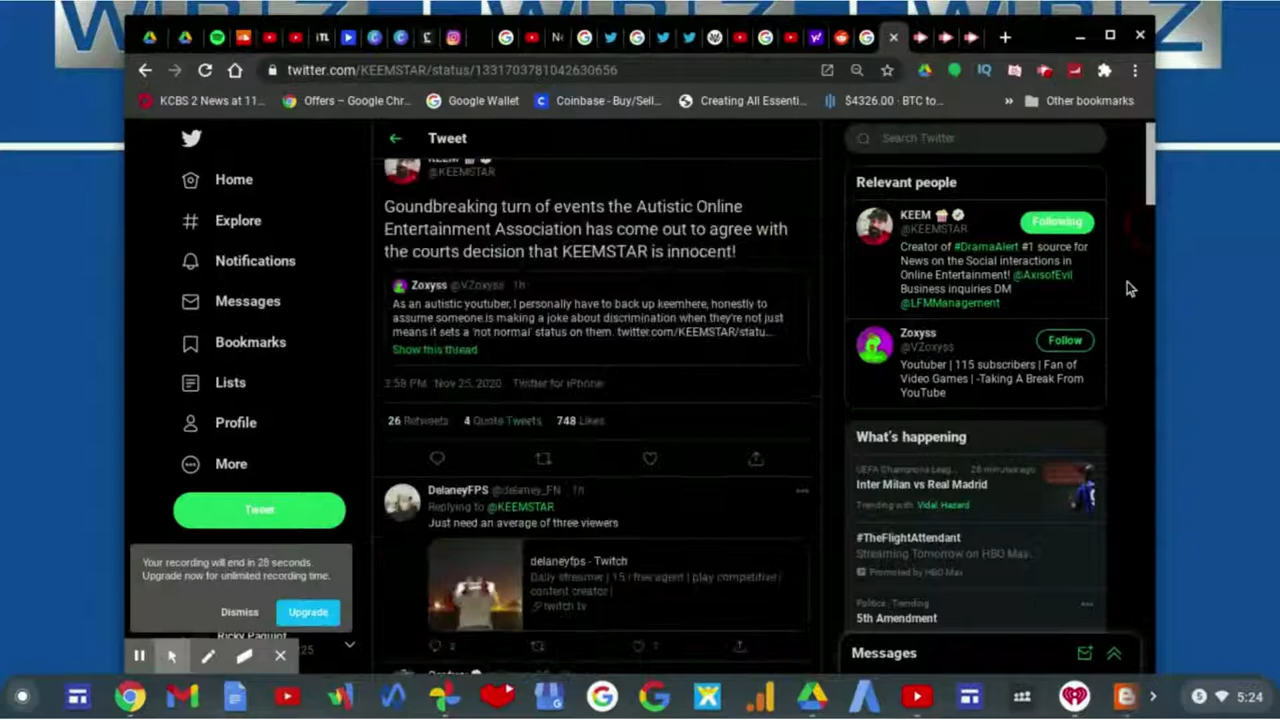 twitter.com/KEEMSTAR/status/1331703781042630656
KCBS 2 News at 11...
Offers – Google Chr...
Google Wallet
Coinbase - Buy/Sell...
Creating All Essenti...
$4326.00 - BTC to...
»
Other bookmarks
Home
Explore
Notifications
Messages
Bookmarks
Lists
Profile
More
Tweet
Your recording will end in 28 seconds.
Upgrade now for unlimited recording time.
Dismiss
Upgrade
Ricky Paquiot
Tweet
KEEM
@KEEMSTAR
Goundbreaking turn of events the Autistic Online
Entertainment Association has come out to agree with
the courts decision that KEEMSTAR is innocent!
Zoxyss @VZoxyss · 1h
As an autistic youtuber, I personally have to back up keemhere, honestly to
assume someone is making a joke about discrimination when they're not just
means it sets a 'not normal' status on them. twitter.com/KEEMSTAR/statu...
Show this thread
3:58 PM · Nov 25, 2020 · Twitter for iPhone
26 Retweets 4 Quote Tweets 748 Likes
DelaneyFPS @delaney_FN · 1h
Replying to @KEEMSTAR
Just need an average of three viewers
delaneyfps - Twitch
Daily streamer | 15 | free agent | play competitive |
content creator |
twitch.tv
Search Twitter
Relevant people
KEEM
@KEEMSTAR
Following
Creator of #DramaAlert #1 source for
News on the Social interactions in
Online Entertainment! @AxisofEvil
Business inquiries DM
@LFMManagement
Zoxyss
@VZoxyss
Follow
Youtuber | 115 subscribers | Fan of
Video Games | -Taking A Break From
YouTube
What's happening
UEFA Champions Leag... 28 minutes ago
Inter Milan vs Real Madrid
Trending with Vidal, Hazard
#TheFlightAttendant
Streaming Tomorrow on HBO Max.
Promoted by HBO Max
Politics · Trending
5th Amendment
Messages
5:24